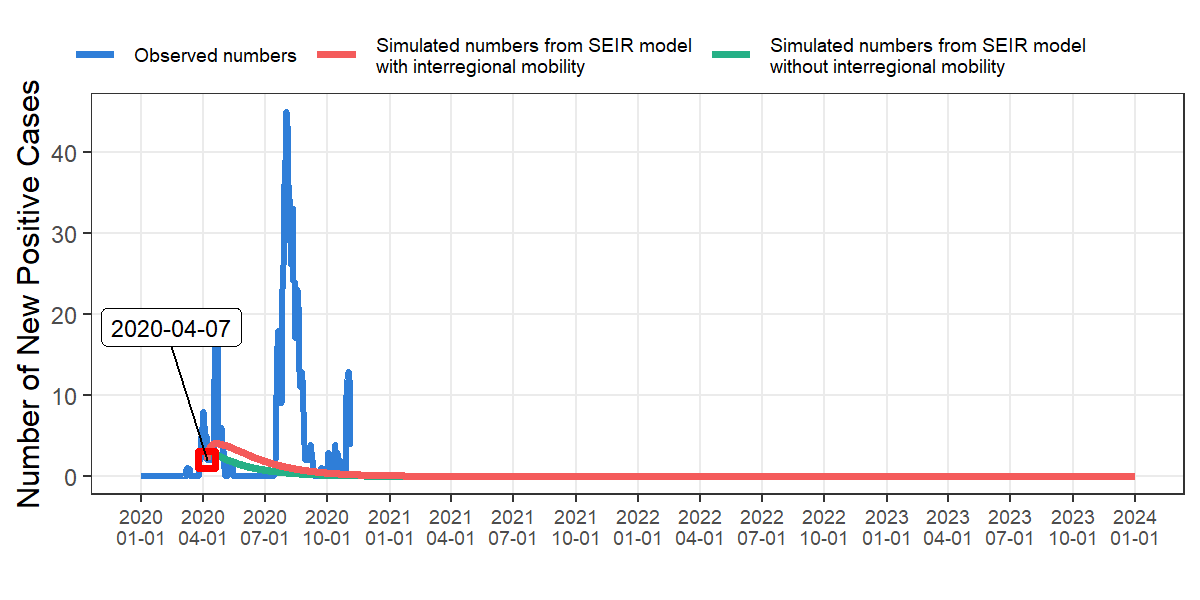 Observed numbers
Simulated numbers from SEIR model
with interregional mobility
Simulated numbers from SEIR model
without interregional mobility
Number of New Positive Cases
40
30
20
10
0
2020-04-07
2020 2020 2020 2020 2021 2021 2021 2021 2022 2022 2022 2022 2023 2023 2023 2023 2024
01-01 04-01 07-01 10-01 01-01 04-01 07-01 10-01 01-01 04-01 07-01 10-01 01-01 04-01 07-01 10-01 01-01